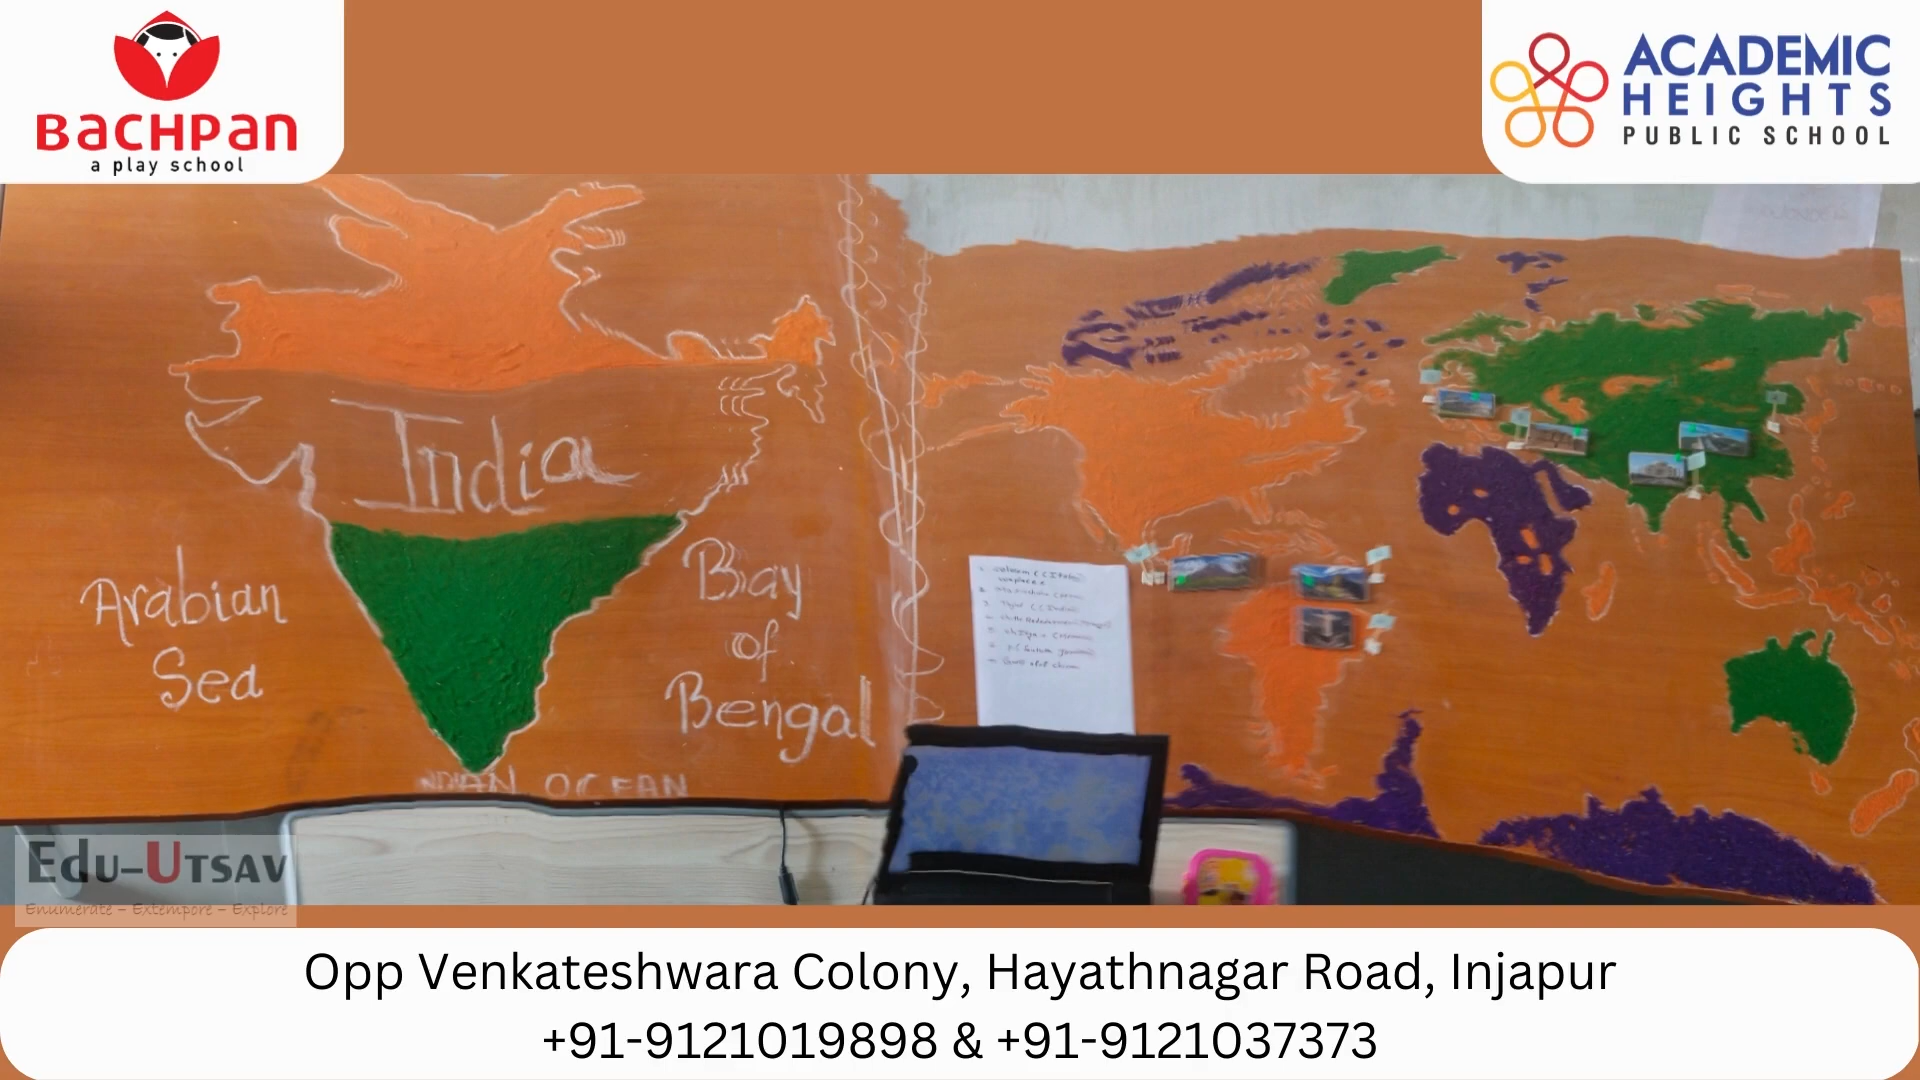 BACHPAN
a play school
ACADEMIC
HEIGHTS
PUBLIC SCHOOL
India
Arabian
Sea
Bay
of
Bengal
NDIAN OCEAN
EDU-UTSAV
Enumerate – Extempore – Explore
Opp Venkateshwara Colony, Hayathnagar Road, Injapur
+91-9121019898 & +91-9121037373